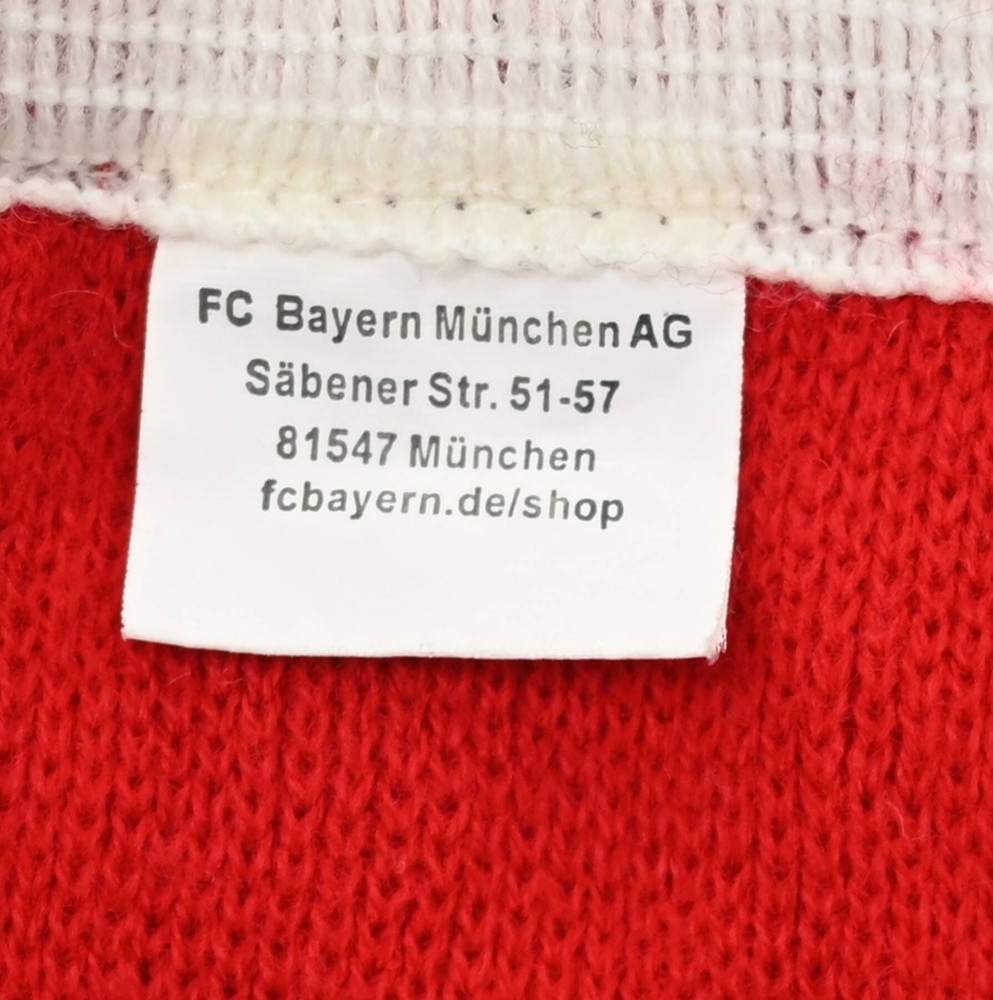 FC Bayern München AG
Säbener Str. 51-57
81547 München
fcbayern.de/shop